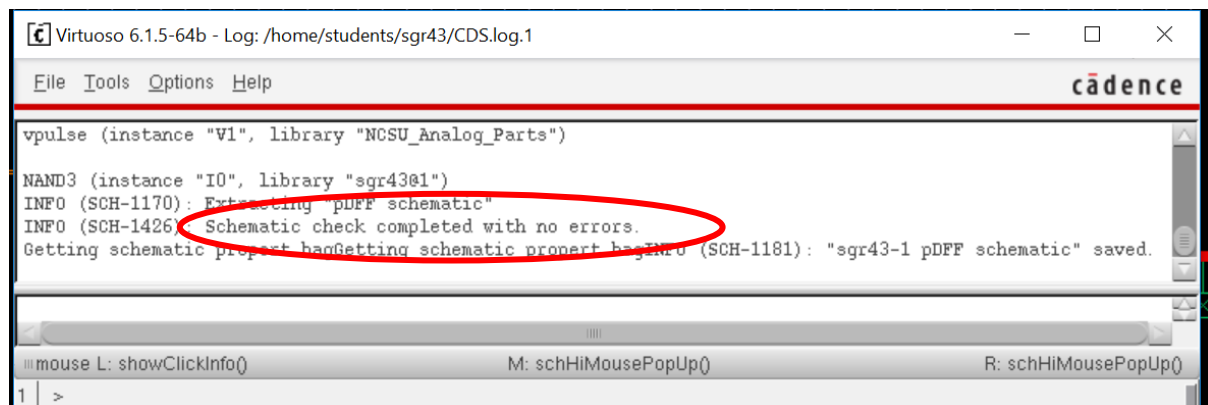 Virtuoso 6.1.5-64b - Log: /home/students/sgr43/CDS.log.1
File Tools Options Help cādence
vpulse (instance "V1", library "NCSU_Analog_Parts")
NAND3 (instance "I0", library "sgr43@1")
INFO (SCH-1170): Extracting "pDFF schematic"
INFO (SCH-1426): Schematic check completed with no errors.
Getting schematic propert bagGetting schematic propert bagINFO (SCH-1181): "sgr43-1 pDFF schematic" saved.
mouse L: showClickInfo() M: schHiMousePopUp() R: schHiMousePopUp()
1 >